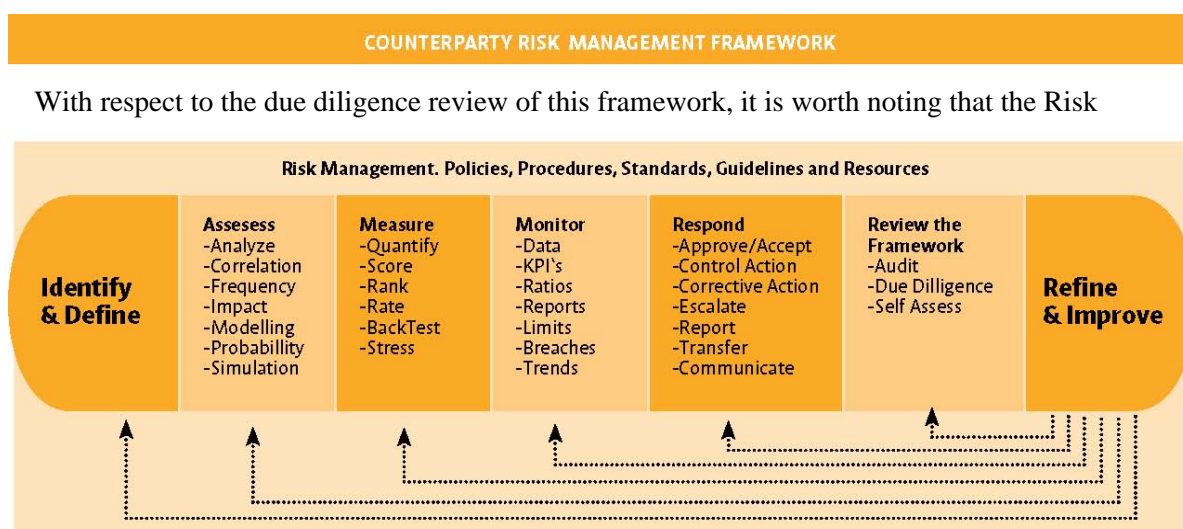 COUNTERPARTY RISK MANAGEMENT FRAMEWORK
With respect to the due diligence review of this framework, it is worth noting that the Risk
Risk Management. Policies, Procedures, Standards, Guidelines and Resources
Identify
& Define
Assesess
-Analyze
-Correlation
-Frequency
-Impact
-Modelling
-Probabillity
-Simulation
Measure
-Quantify
-Score
-Rank
-Rate
-BackTest
-Stress
Monitor
-Data
-KPI`s
-Ratios
-Reports
-Limits
-Breaches
-Trends
Respond
-Approve/Accept
-Control Action
-Corrective Action
-Escalate
-Report
-Transfer
-Communicate
Review the
Framework
-Audit
-Due Dilligence
-Self Assess
Refine
& Improve